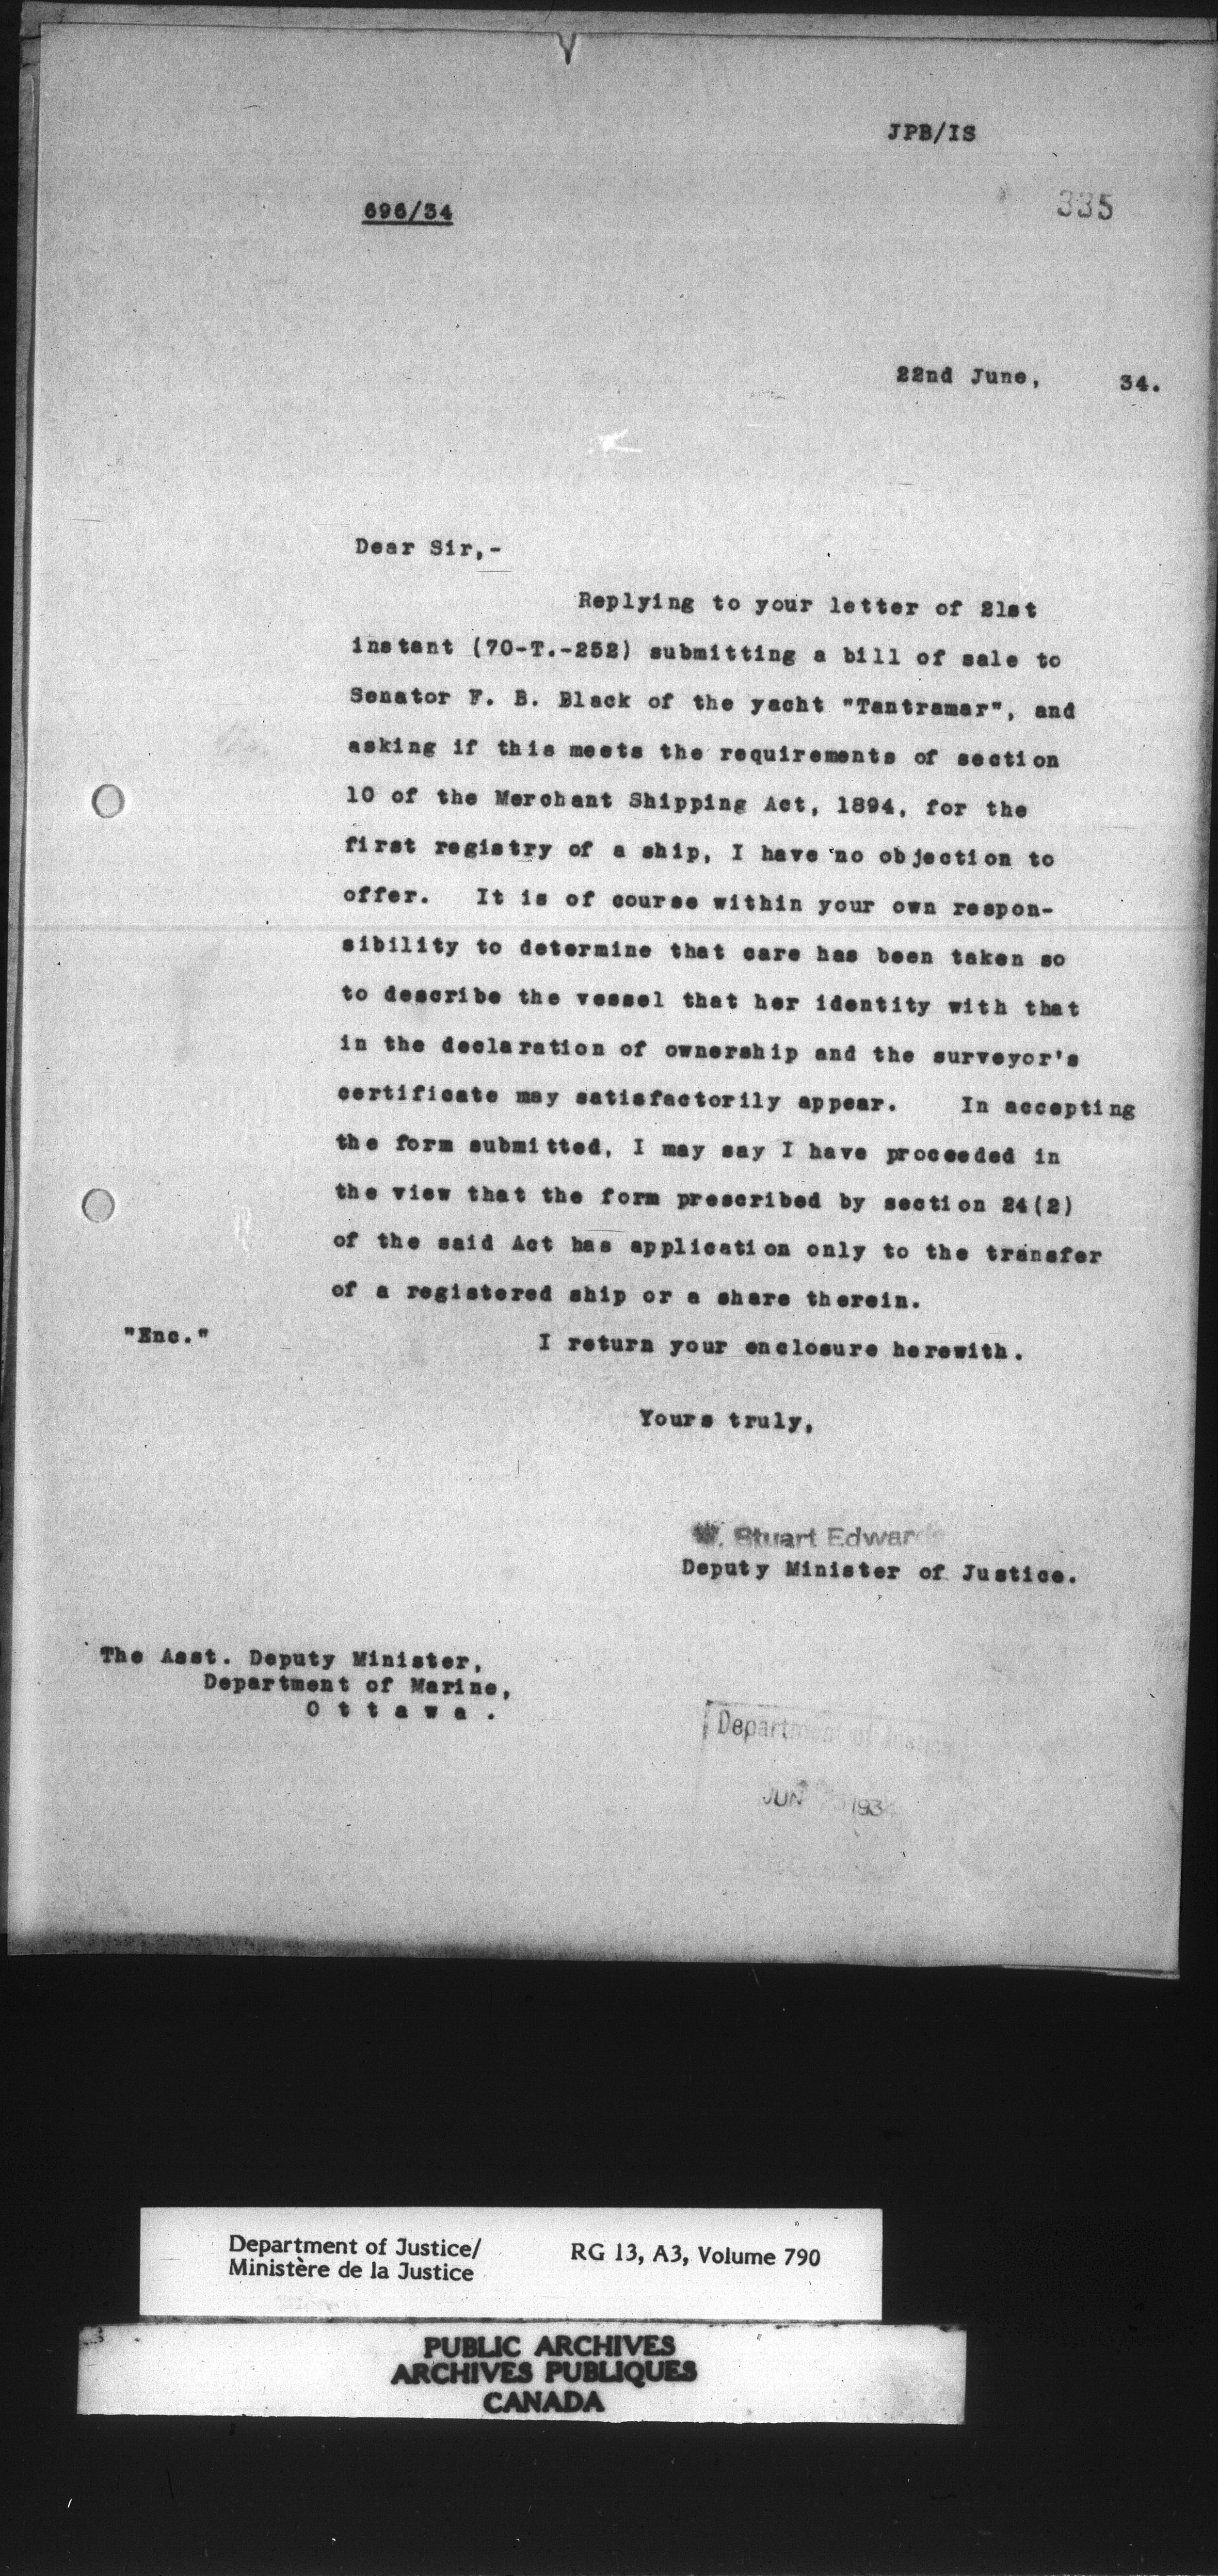 JPB/IS
696/34
335
22nd June, 34.
Dear Sir,-
Replying to your letter of 21st
instant (70-T.-252) submitting a bill of sale to
Senator F. B. Black of the yacht "Tantramar", and
asking if this meets the requirements of section
10 of the Merchant Shipping Act, 1894, for the
first registry of a ship, I have no objection to
offer. It is of course within your own respon-
sibility to determine that care has been taken so
to describe the vessel that her identity with that
in the declaration of ownership and the surveyor's
certificate may satisfactorily appear. In accepting
the form submitted, I may say I have proceeded in
the view that the form prescribed by section 24(2)
of the said Act has application only to the transfer
of a registered ship or a share therein.
"Enc." I return your enclosure herewith.
Yours truly,
W. Stuart Edwards
Deputy Minister of Justice.
The Asst. Deputy Minister,
Department of Marine,
Ottawa.
Department of Justice
JUN 1934
Department of Justice/
Ministère de la Justice
RG 13, A3, Volume 790
PUBLIC ARCHIVES
ARCHIVES PUBLIQUES
CANADA